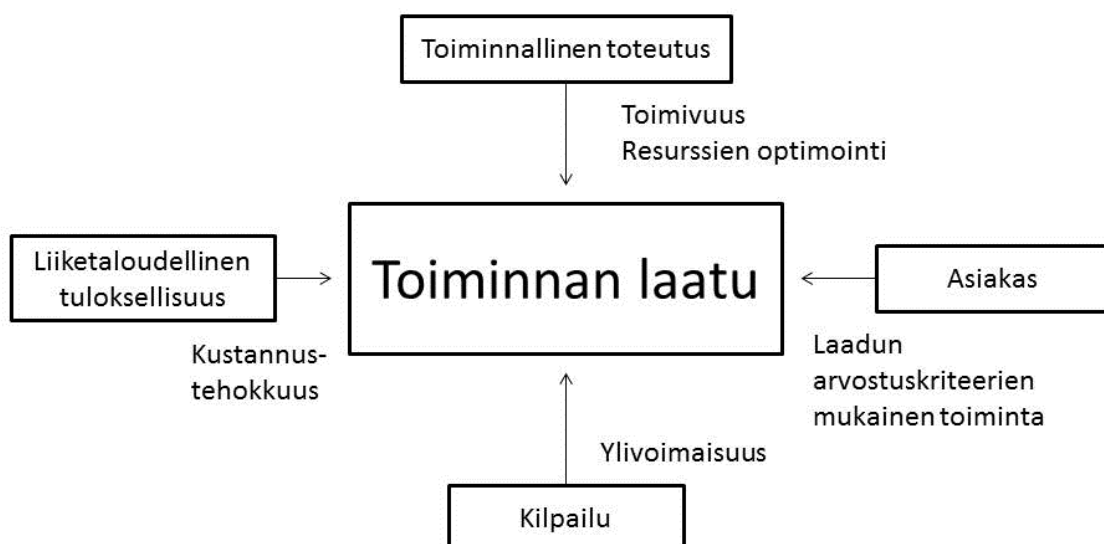 Toiminnallinen toteutus
Toimivuus
Resurssien optimointi
Liiketaloudellinen
tuloksellisuus
Toiminnan laatu
Asiakas
Kustannus-
tehokkuus
Laadun
arvostuskriteerien
mukainen toiminta
Ylivoimaisuus
Kilpailu